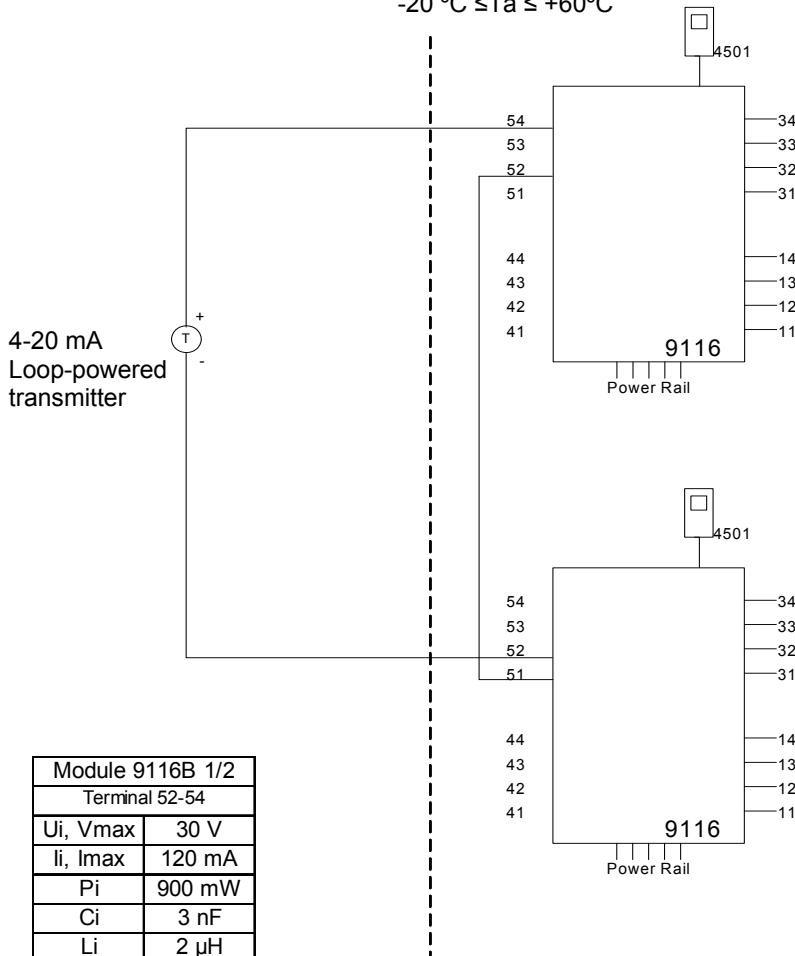 -20 ºC ≤Ta ≤ +60ºC
4501
54
53
52
51
44
43
42
41
34
33
32
31
14
13
12
11
9116
Power Rail
+
T
-
4-20 mA
Loop-powered
transmitter
4501
54
53
52
51
44
43
42
41
34
33
32
31
14
13
12
11
9116
Power Rail
Module 9116B 1/2
Terminal 52-54
Ui, Vmax 30 V
Ii, Imax 120 mA
Pi 900 mW
Ci 3 nF
Li 2 µH